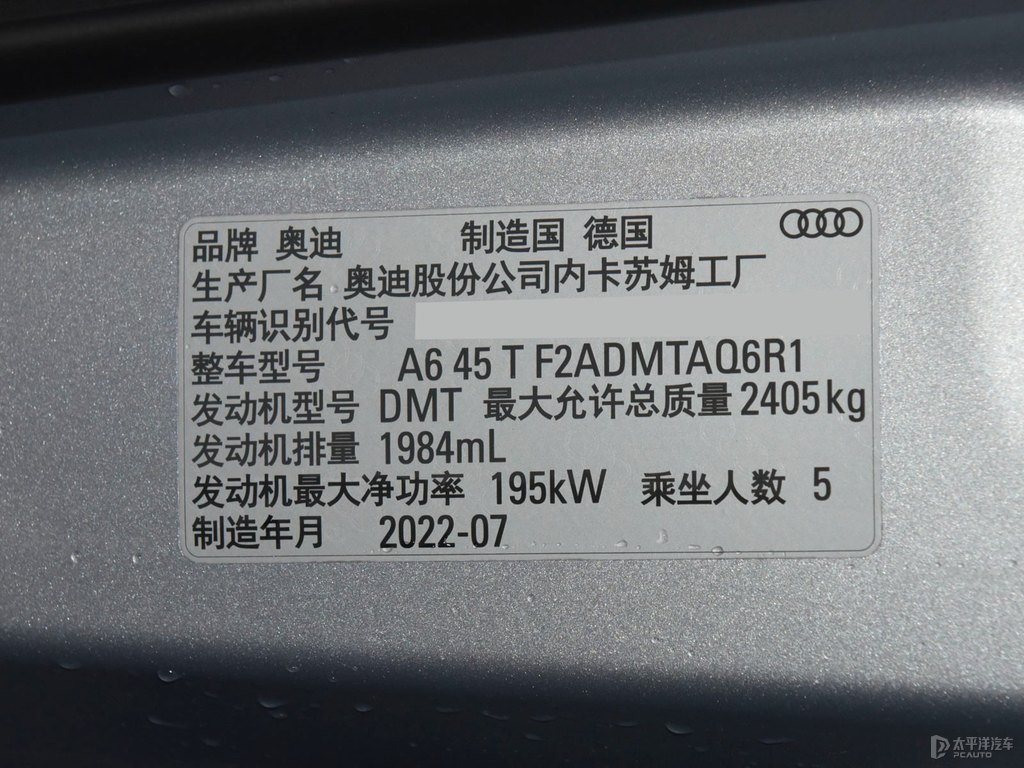 品牌 奥迪 制造国 德国
生产厂名 奥迪股份公司内卡苏姆工厂
车辆识别代号
整车型号 A6 45 T F2ADMTAQ6R1
发动机型号 DMT 最大允许总质量 2405kg
发动机排量 1984mL
发动机最大净功率 195kW 乘坐人数 5
制造年月 2022-07
太平洋汽车
PCAUTO